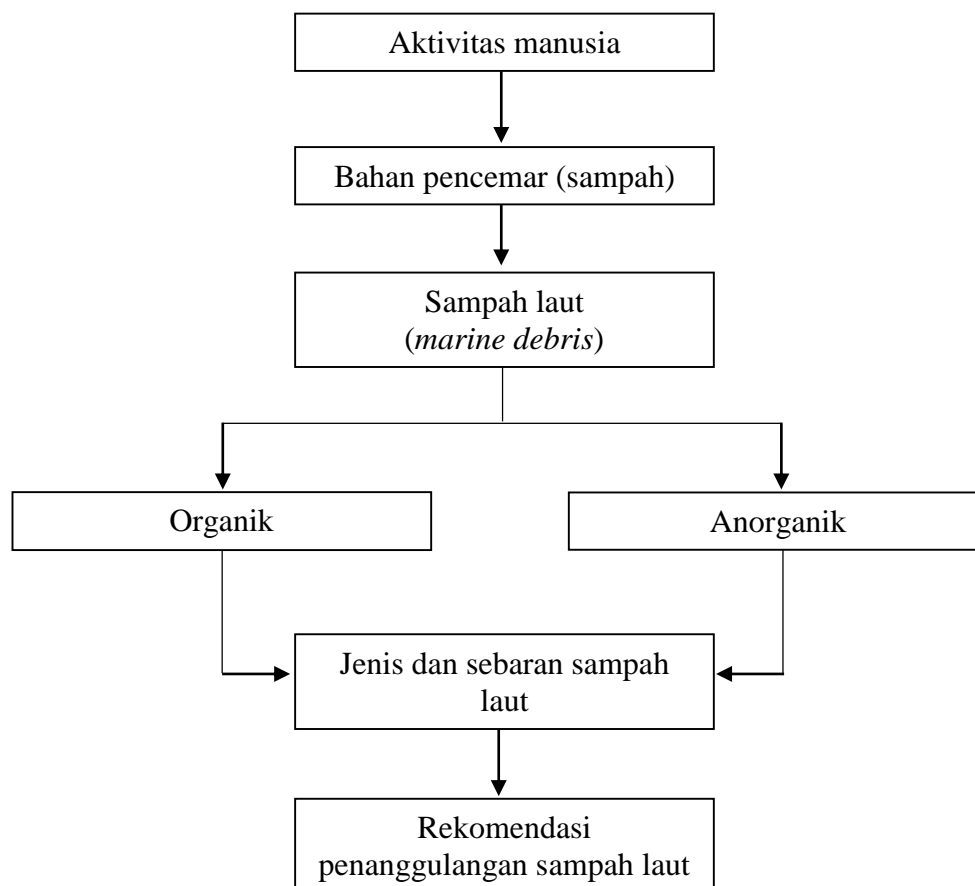 Aktivitas manusia
Bahan pencemar (sampah)
Sampah laut
(marine debris)
Organik
Anorganik
Jenis dan sebaran sampah
laut
Rekomendasi
penanggulangan sampah laut